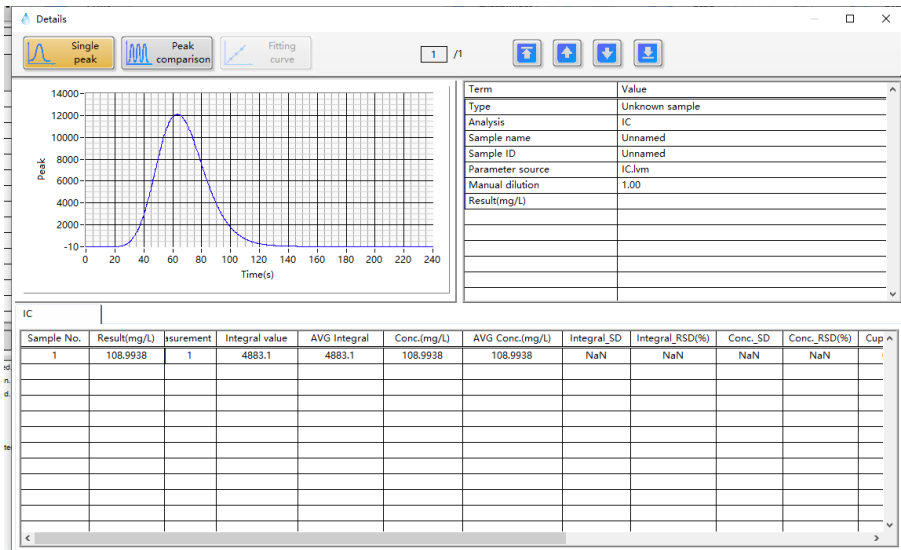 Details
Single peak
Peak comparison
Fitting curve
1 /1
14000
12000
10000
8000
6000
4000
2000
-10
Peak
0 20 40 60 80 100 120 140 160 180 200 220 240
Time(s)
Term Value
Type Unknown sample
Analysis IC
Sample name Unnamed
Sample ID Unnamed
Parameter source IC.lvm
Manual dilution 1.00
Result(mg/L)
IC
Sample No. Result(mg/L) asurement Integral value AVG Integral Conc.(mg/L) AVG Conc.(mg/L) Integral_SD Integral_RSD(%) Conc._SD Conc._RSD(%) Cup
1 108.9938 1 4883.1 4883.1 108.9938 108.9938 NaN NaN NaN NaN
ed.
n.
d.
te